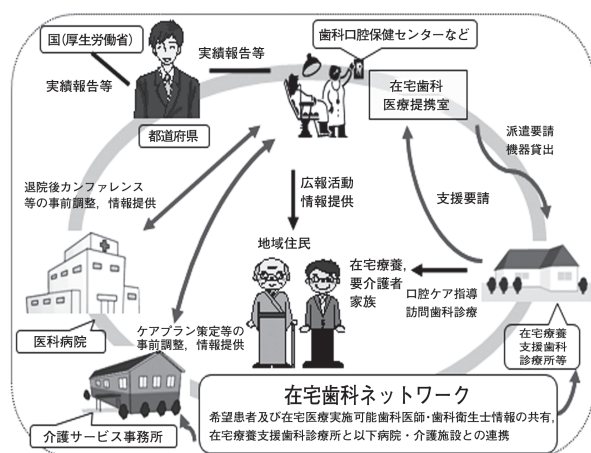 国(厚生労働省)
実績報告等
実績報告等
歯科口腔保健センターなど
都道府県
在宅歯科
医療提携室
派遣要請
機器貸出
退院後カンファレンス
等の事前調整，情報提供
広報活動
情報提供
支援要請
地域住民
在宅療養，
要介護者
家族
口腔ケア指導
訪問歯科診療
医科病院
ケアプラン策定等の
事前調整，情報提供
在宅療養
支援歯科
診療所等
介護サービス事務所
在宅歯科ネットワーク
希望患者及び在宅医療実施可能歯科医師・歯科衛生士情報の共有，
在宅療養支援歯科診療所と以下病院・介護施設との連携